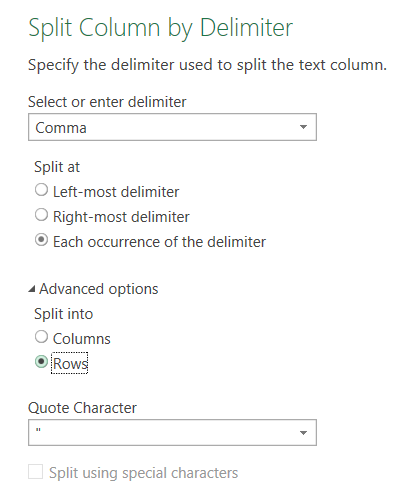 Split Column by Delimiter
Specify the delimiter used to split the text column.
Select or enter delimiter
Comma
Split at
Left-most delimiter
Right-most delimiter
Each occurrence of the delimiter
Advanced options
Split into
Columns
Rows
Quote Character
"
Split using special characters